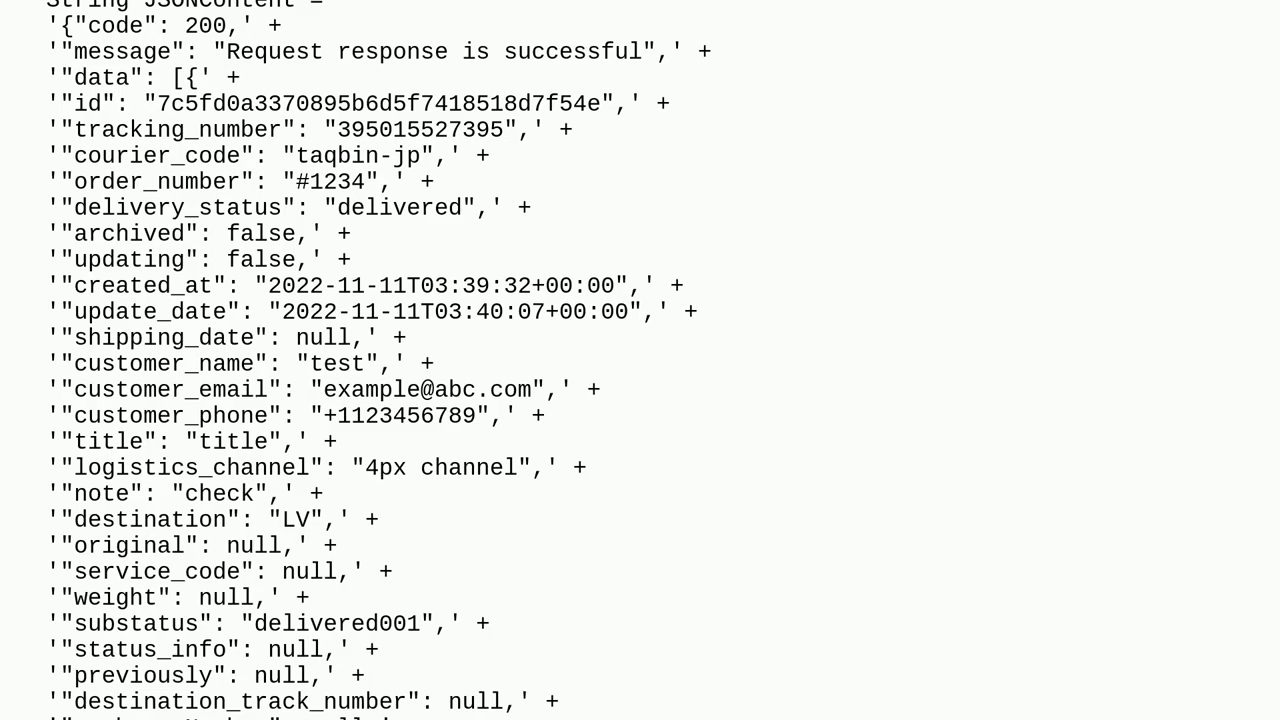 String JSONContent =
'{"code": 200,' +
'"message": "Request response is successful",' +
'"data": [{' +
'"id": "7c5fd0a3370895b6d5f7418518d7f54e",' +
'"tracking_number": "395015527395",' +
'"courier_code": "taqbin-jp",' +
'"order_number": "#1234",' +
'"delivery_status": "delivered",' +
'"archived": false,' +
'"updating": false,' +
'"created_at": "2022-11-11T03:39:32+00:00",' +
'"update_date": "2022-11-11T03:40:07+00:00",' +
'"shipping_date": null,' +
'"customer_name": "test",' +
'"customer_email": "example@abc.com",' +
'"customer_phone": "+1123456789",' +
'"title": "title",' +
'"logistics_channel": "4px channel",' +
'"note": "check",' +
'"destination": "LV",' +
'"original": null,' +
'"service_code": null,' +
'"weight": null,' +
'"substatus": "delivered001",' +
'"status_info": null,' +
'"previously": null,' +
'"destination_track_number": null,' +